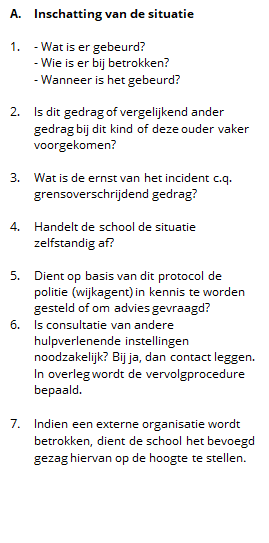 A. Inschatting van de situatie
1. - Wat is er gebeurd?
- Wie is er bij betrokken?
- Wanneer is het gebeurd?
2. Is dit gedrag of vergelijkend ander
gedrag bij dit kind of deze ouder vaker
voorgekomen?
3. Wat is de ernst van het incident c.q.
grensoverschrijdend gedrag?
4. Handelt de school de situatie
zelfstandig af?
5. Dient op basis van dit protocol de
politie (wijkagent) in kennis te worden
gesteld of om advies gevraagd?
6. Is consultatie van andere
hulpverlenende instellingen
noodzakelijk? Bij ja, dan contact leggen.
In overleg wordt de vervolgprocedure
bepaald.
7. Indien een externe organisatie wordt
betrokken, dient de school het bevoegd
gezag hiervan op de hoogte te stellen.